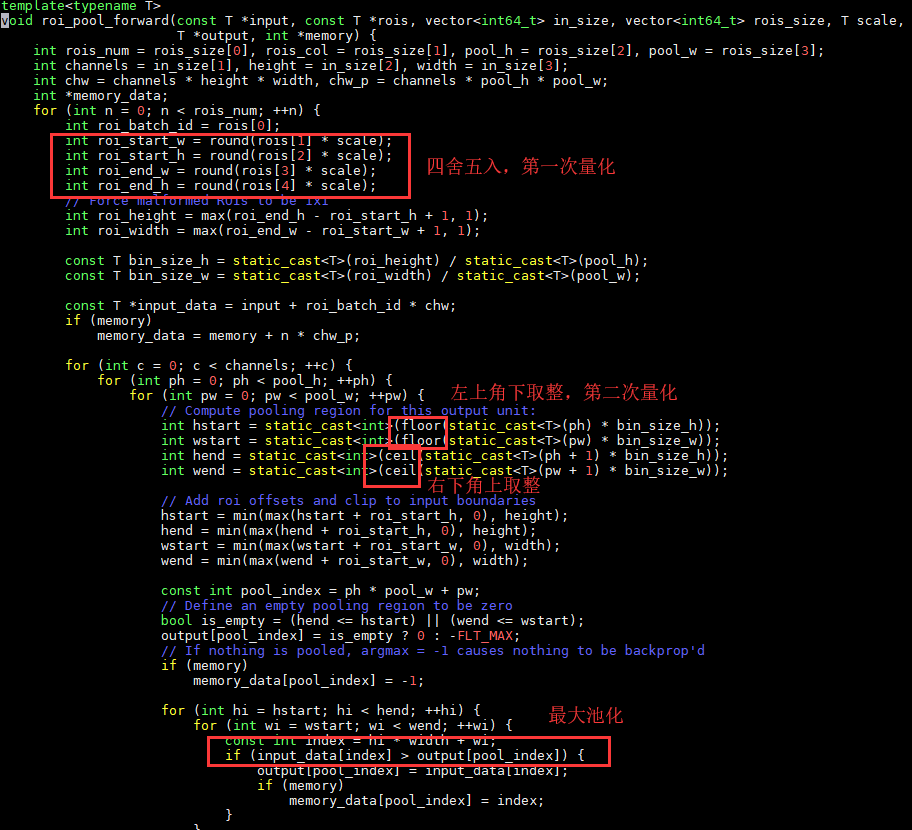 template<typename T>
void roi_pool_forward(const T *input, const T *rois, vector<int64_t> in_size, vector<int64_t> rois_size, T scale,
T *output, int *memory) {
int rois_num = rois_size[0], rois_col = rois_size[1], pool_h = rois_size[2], pool_w = rois_size[3];
int channels = in_size[1], height = in_size[2], width = in_size[3];
int chw = channels * height * width, chw_p = channels * pool_h * pool_w;
int *memory_data;
for (int n = 0; n < rois_num; ++n) {
int roi_batch_id = rois[0];
int roi_start_w = round(rois[1] * scale);
int roi_start_h = round(rois[2] * scale);
四舍五入，第一次量化
int roi_end_w = round(rois[3] * scale);
int roi_end_h = round(rois[4] * scale);
// Force malformed ROIs to be 1x1
int roi_height = max(roi_end_h - roi_start_h + 1, 1);
int roi_width = max(roi_end_w - roi_start_w + 1, 1);
const T bin_size_h = static_cast<T>(roi_height) / static_cast<T>(pool_h);
const T bin_size_w = static_cast<T>(roi_width) / static_cast<T>(pool_w);
const T *input_data = input + roi_batch_id * chw;
if (memory)
memory_data = memory + n * chw_p;
for (int c = 0; c < channels; ++c) {
for (int ph = 0; ph < pool_h; ++ph) {
for (int pw = 0; pw < pool_w; ++pw) {
左上角下取整，第二次量化
// Compute pooling region for this output unit:
int hstart = static_cast<int>(floor(static_cast<T>(ph) * bin_size_h));
int wstart = static_cast<int>(floor(static_cast<T>(pw) * bin_size_w));
int hend = static_cast<int>(ceil(static_cast<T>(ph + 1) * bin_size_h));
int wend = static_cast<int>(ceil(static_cast<T>(pw + 1) * bin_size_w));
右下角上取整
// Add roi offsets and clip to input boundaries
hstart = min(max(hstart + roi_start_h, 0), height);
hend = min(max(hend + roi_start_h, 0), height);
wstart = min(max(wstart + roi_start_w, 0), width);
wend = min(max(wend + roi_start_w, 0), width);
const int pool_index = ph * pool_w + pw;
// Define an empty pooling region to be zero
bool is_empty = (hend <= hstart) || (wend <= wstart);
output[pool_index] = is_empty ? 0 : -FLT_MAX;
// If nothing is pooled, argmax = -1 causes nothing to be backprop'd
if (memory)
memory_data[pool_index] = -1;
for (int hi = hstart; hi < hend; ++hi) {
最大池化
for (int wi = wstart; wi < wend; ++wi) {
const int index = hi * width + wi;
if (input_data[index] > output[pool_index]) {
output[pool_index] = input_data[index];
if (memory)
memory_data[pool_index] = index;
}
}